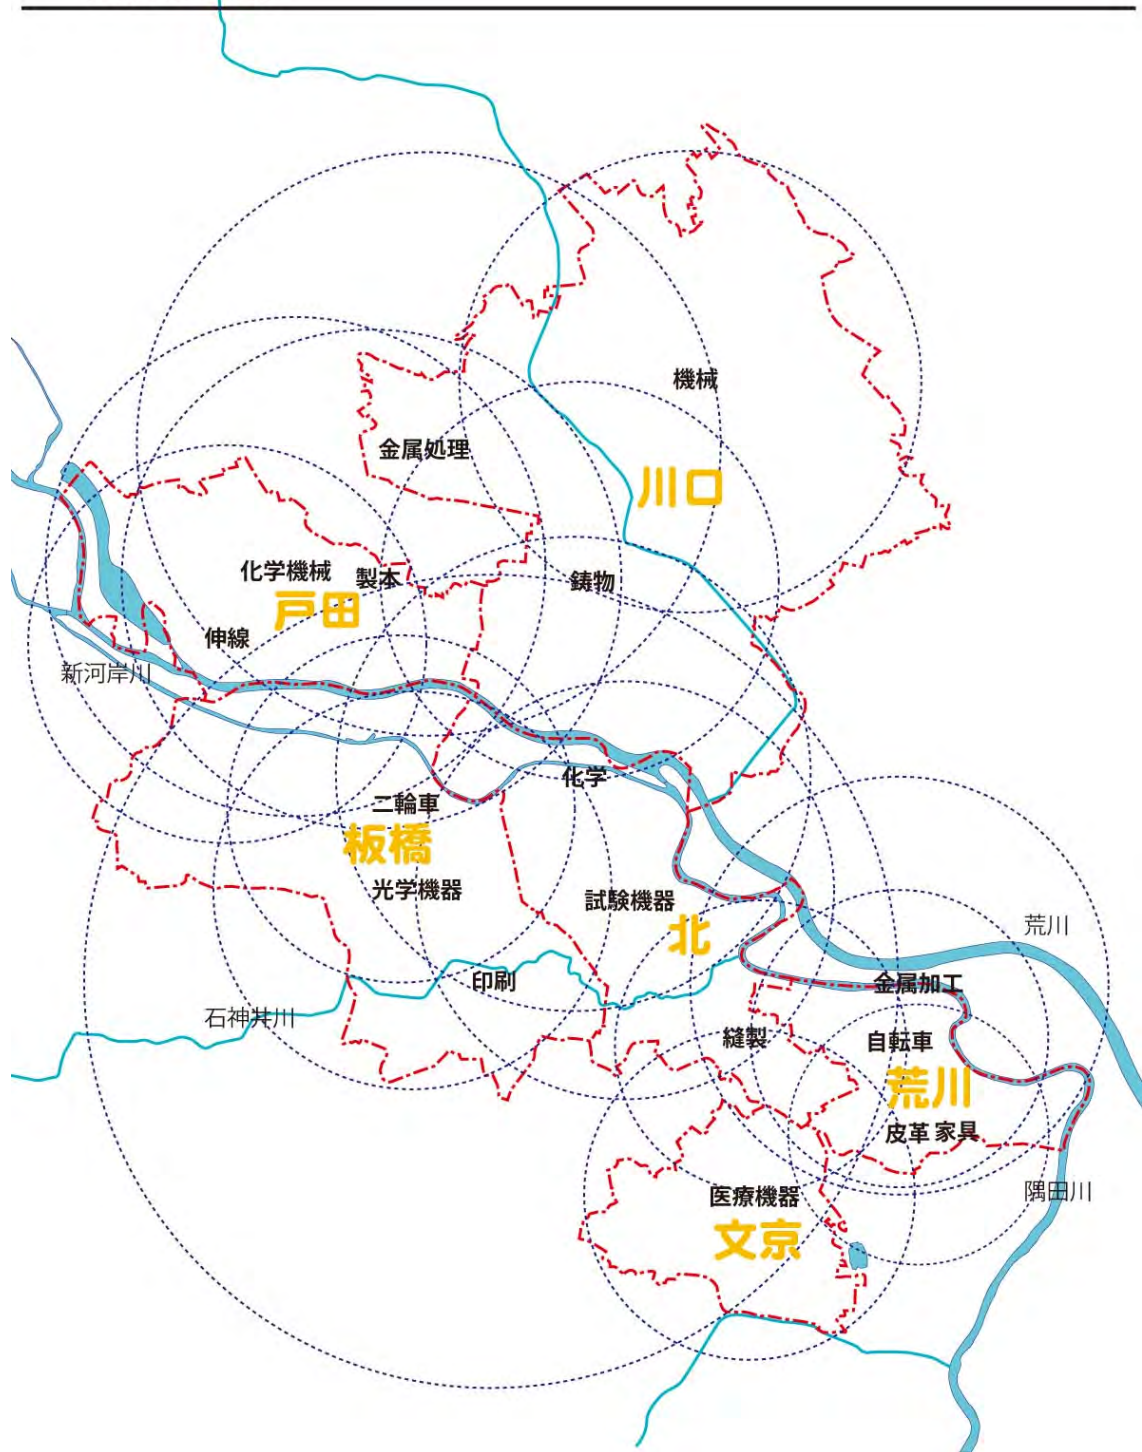 機械
金属処理
川口
化学機械
製本
鋳物
戸田
伸線
新河岸川
化学
二輪車
板橋
光学機器
試験機器
北
荒川
印刷
金属加工
石神井川
縫製
自転車
荒川
皮革 家具
医療機器
隅田川
文京